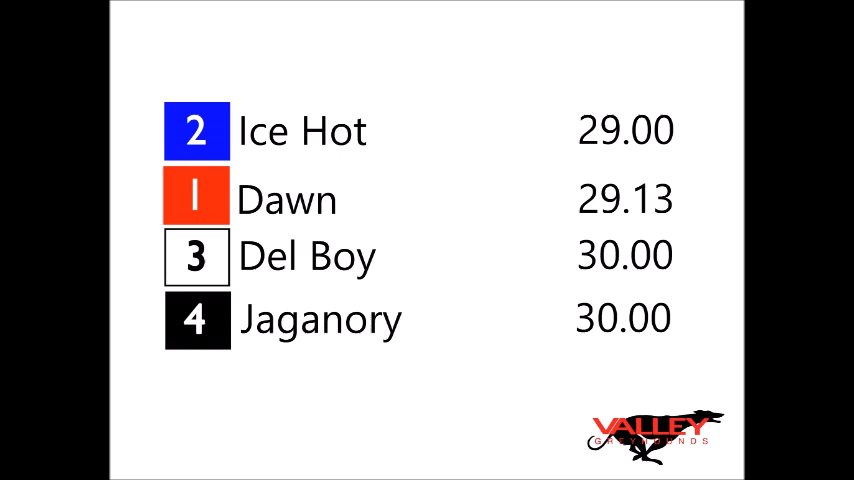 2 Ice Hot 29.00
1 Dawn 29.13
3 Del Boy 30.00
4 Jaganory 30.00
VALLEY
GREYHOUNDS